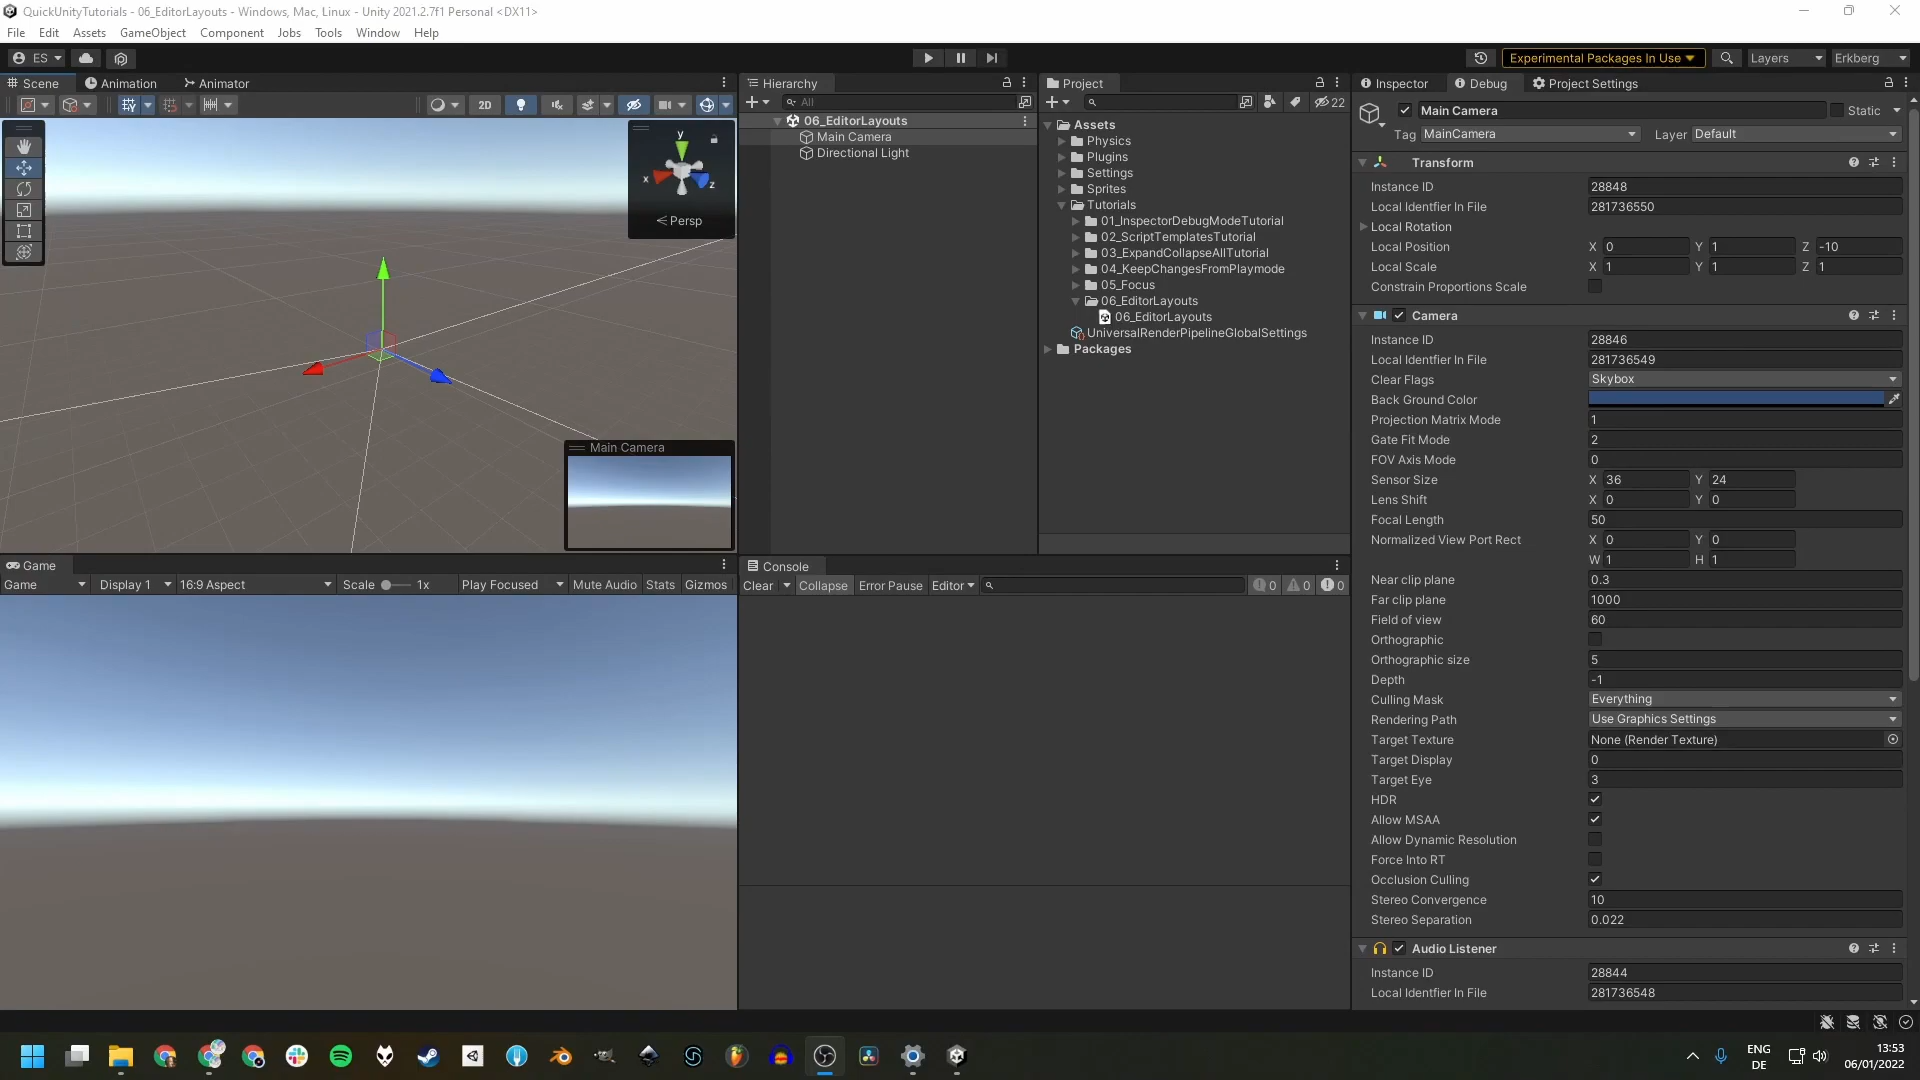 QuickUnityTutorials - 06_EditorLayouts - Windows, Mac, Linux - Unity 2021.2.7f1 Personal <DX11>
File Edit Assets GameObject Component Jobs Tools Window Help
ES Experimental Packages In Use Layers Erkberg
Scene Animation Animator
2D
y
x
z
Persp
Main Camera
Hierarchy
All
06_EditorLayouts
Main Camera
Directional Light
Project
22
Assets
Physics
Plugins
Settings
Sprites
Tutorials
01_InspectorDebugModeTutorial
02_ScriptTemplatesTutorial
03_ExpandCollapseAllTutorial
04_KeepChangesFromPlaymode
05_Focus
06_EditorLayouts
06_EditorLayouts
UniversalRenderPipelineGlobalSettings
Packages
Game
Game Display 1 16:9 Aspect Scale 1x Play Focused Mute Audio Stats Gizmos
Console
Clear Collapse Error Pause Editor 0 0 0
Inspector Debug Project Settings
Main Camera Static
Tag MainCamera Layer Default
Transform
Instance ID 28848
Local Identfier In File 281736550
Local Rotation
Local Position X 0 Y 1 Z -10
Local Scale X 1 Y 1 Z 1
Constrain Proportions Scale
Camera
Instance ID 28846
Local Identfier In File 281736549
Clear Flags Skybox
Back Ground Color
Projection Matrix Mode 1
Gate Fit Mode 2
FOV Axis Mode 0
Sensor Size X 36 Y 24
Lens Shift X 0 Y 0
Focal Length 50
Normalized View Port Rect X 0 Y 0
W 1 H 1
Near clip plane 0.3
Far clip plane 1000
Field of view 60
Orthographic
Orthographic size 5
Depth -1
Culling Mask Everything
Rendering Path Use Graphics Settings
Target Texture None (Render Texture)
Target Display 0
Target Eye 3
HDR
Allow MSAA
Allow Dynamic Resolution
Force Into RT
Occlusion Culling
Stereo Convergence 10
Stereo Separation 0.022
Audio Listener
Instance ID 28844
Local Identfier In File 281736548
ENG
DE
13:53
06/01/2022